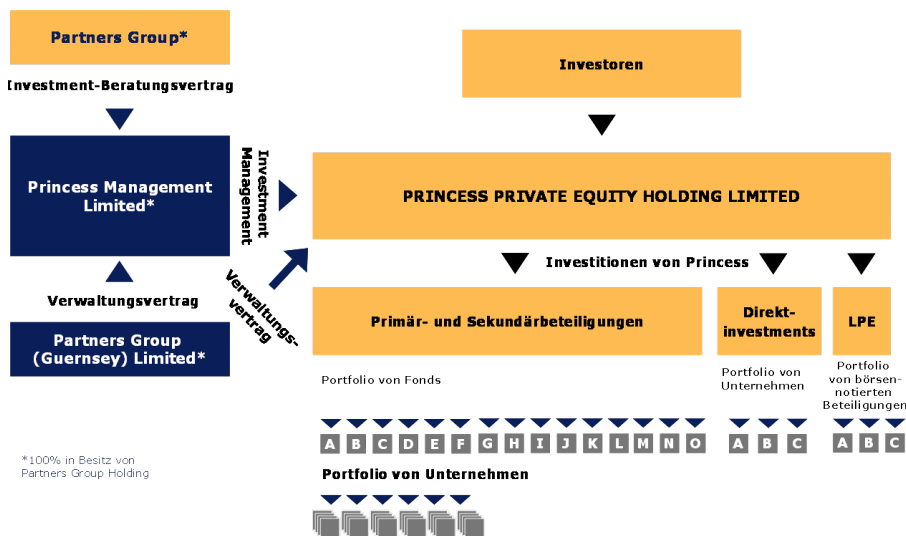 Partners Group*
Investment-Beratungsvertrag
Princess Management
Limited*
Verwaltungsvertrag
Partners Group
(Guernsey) Limited*
*100% in Besitz von
Partners Group Holding
Investment
Management
Verwaltungs-
vertrag
Investoren
PRINCESS PRIVATE EQUITY HOLDING LIMITED
Investitionen von Princess
Primär- und Sekundärbeteiligungen
Direkt-
investments
LPE
Portfolio von Fonds
Portfolio von
Unternehmen
Portfolio
von börsen-
notierten
Beteiligungen
A B C D E F G H I J K L M N O
A B C
A B C
Portfolio von Unternehmen